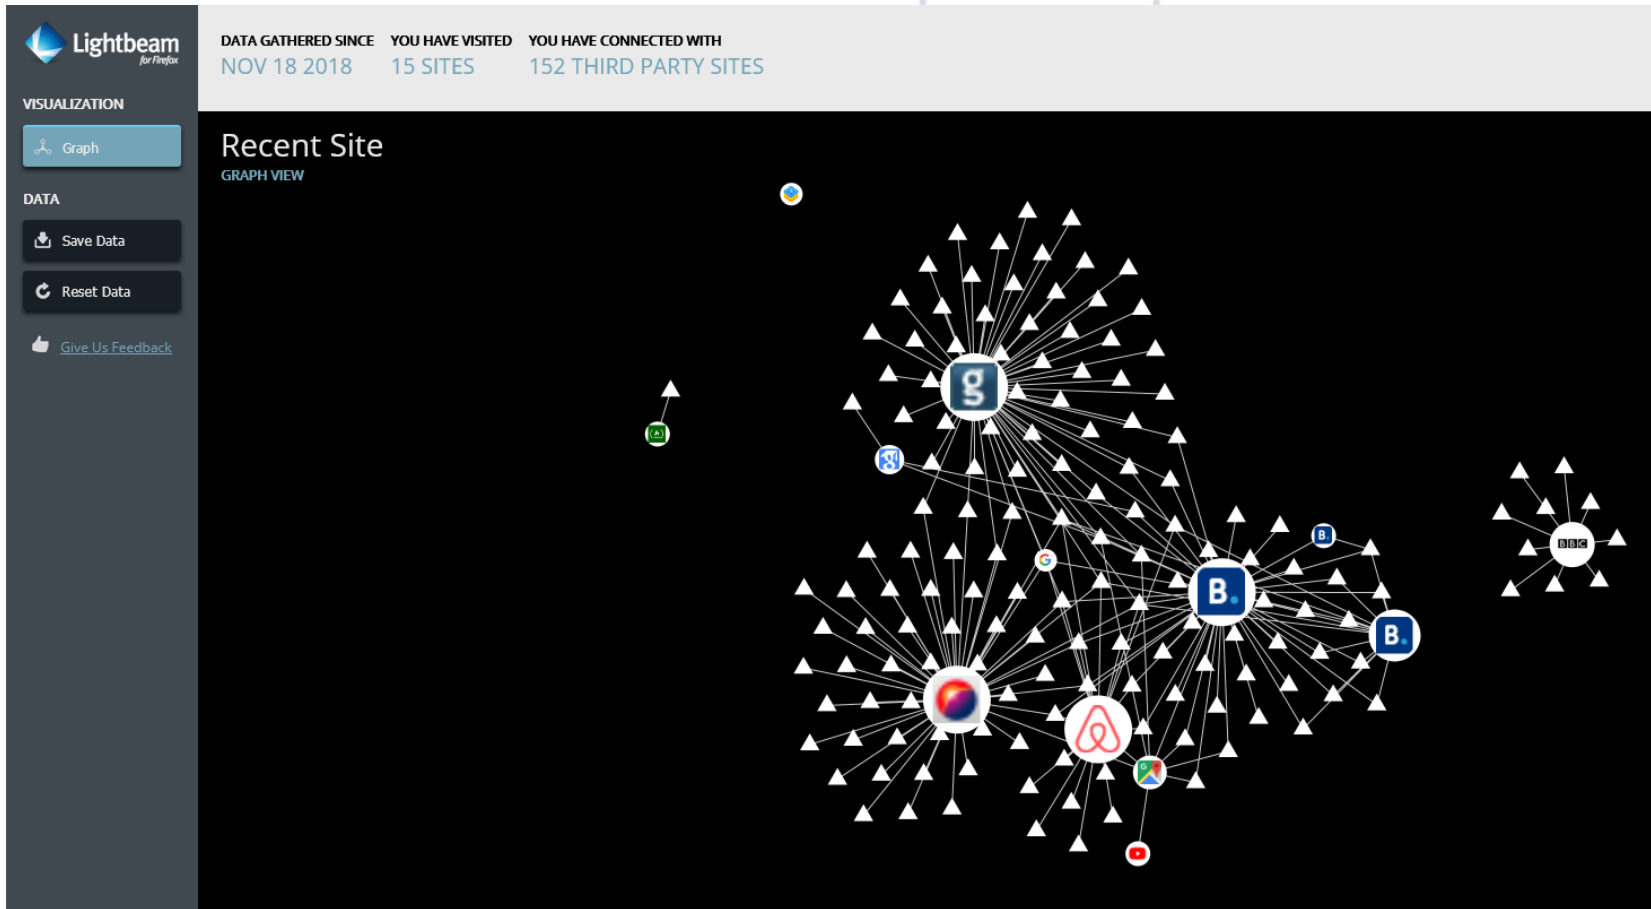 Lightbeam
for Firefox
DATA GATHERED SINCE YOU HAVE VISITED YOU HAVE CONNECTED WITH
NOV 18 2018 15 SITES 152 THIRD PARTY SITES
VISUALIZATION
Graph
DATA
Save Data
Reset Data
Give Us Feedback
Recent Site
GRAPH VIEW
g
g
G
B.
B.
BBC
B.
G